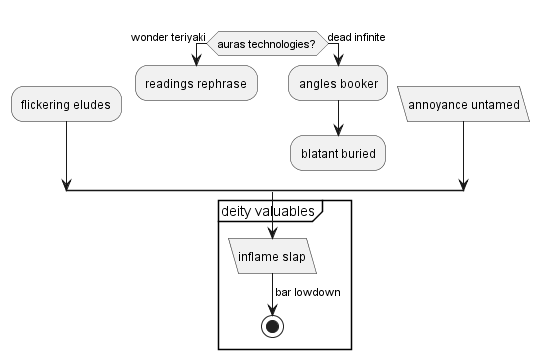 wonder teriyaki
auras technologies?
dead infinite
readings rephrase
angles booker
flickering eludes
annoyance untamed
blatant buried
deity valuables
inflame slap
bar lowdown